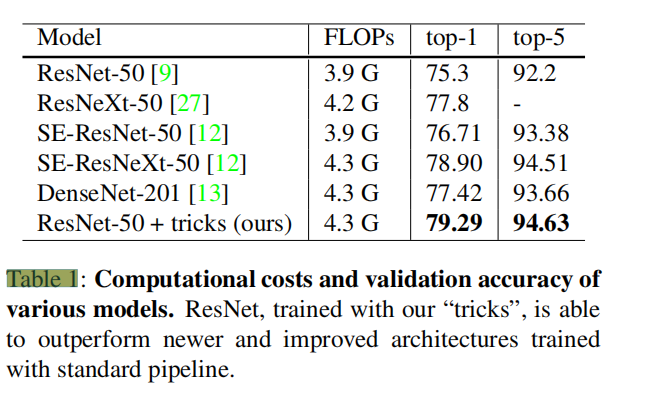 Model FLOPs top-1 top-5
ResNet-50 [9] 3.9 G 75.3 92.2
ResNeXt-50 [27] 4.2 G 77.8 -
SE-ResNet-50 [12] 3.9 G 76.71 93.38
SE-ResNeXt-50 [12] 4.3 G 78.90 94.51
DenseNet-201 [13] 4.3 G 77.42 93.66
ResNet-50 + tricks (ours) 4.3 G 79.29 94.63
Table 1: Computational costs and validation accuracy of
various models. ResNet, trained with our “tricks”, is able
to outperform newer and improved architectures trained
with standard pipeline.